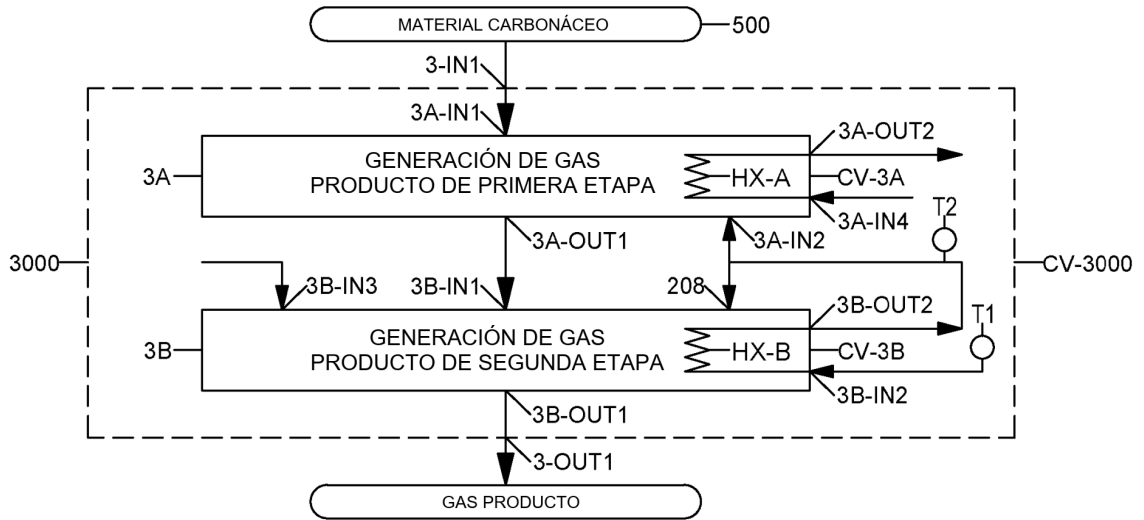 MATERIAL CARBONÁCEO
500
3-IN1
3A-IN1
3A-OUT2
GENERACIÓN DE GAS
PRODUCTO DE PRIMERA ETAPA
3A
HX-A
CV-3A
3A-IN4
T2
3A-OUT1
3A-IN2
3000
CV-3000
3B-IN3
3B-IN1
208
3B-OUT2
T1
GENERACIÓN DE GAS
PRODUCTO DE SEGUNDA ETAPA
3B
HX-B
CV-3B
3B-IN2
3B-OUT1
3-OUT1
GAS PRODUCTO